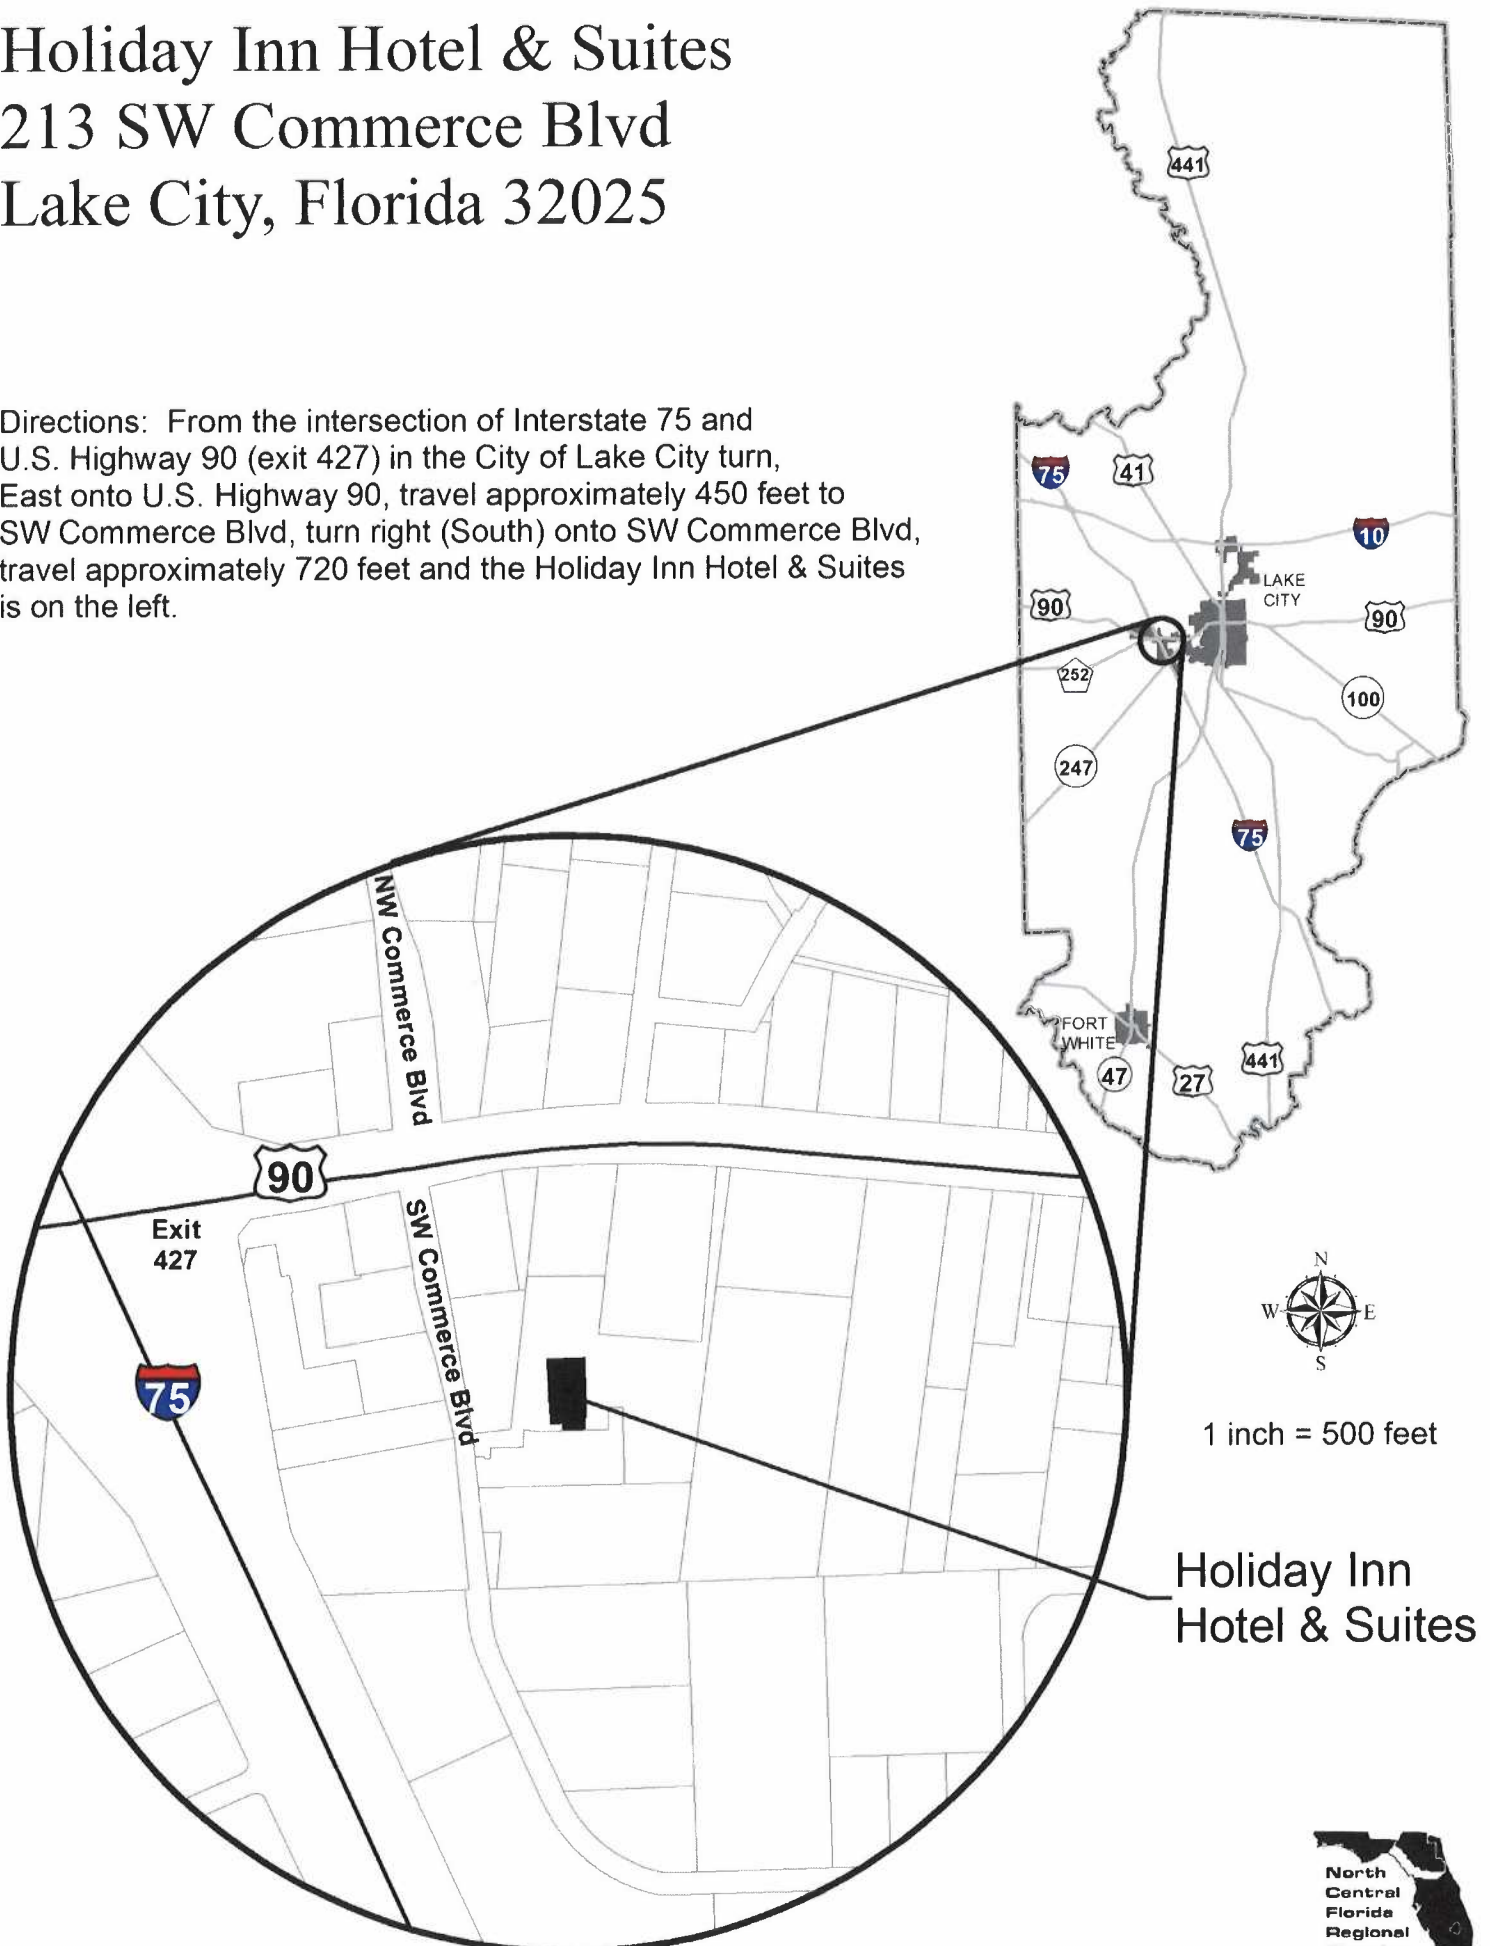 Holiday Inn Hotel & Suites
213 SW Commerce Blvd
Lake City, Florida 32025
Directions: From the intersection of Interstate 75 and
U.S. Highway 90 (exit 427) in the City of Lake City turn,
East onto U.S. Highway 90, travel approximately 450 feet to
SW Commerce Blvd, turn right (South) onto SW Commerce Blvd,
travel approximately 720 feet and the Holiday Inn Hotel & Suites
is on the left.
441
75
41
10
LAKE
CITY
90
90
252
100
247
75
FORT
WHITE
47
27
441
NW Commerce Blvd
90
Exit
427
SW Commerce Blvd
75
N
W
E
S
1 inch = 500 feet
Holiday Inn
Hotel & Suites
North
Central
Florida
Regional